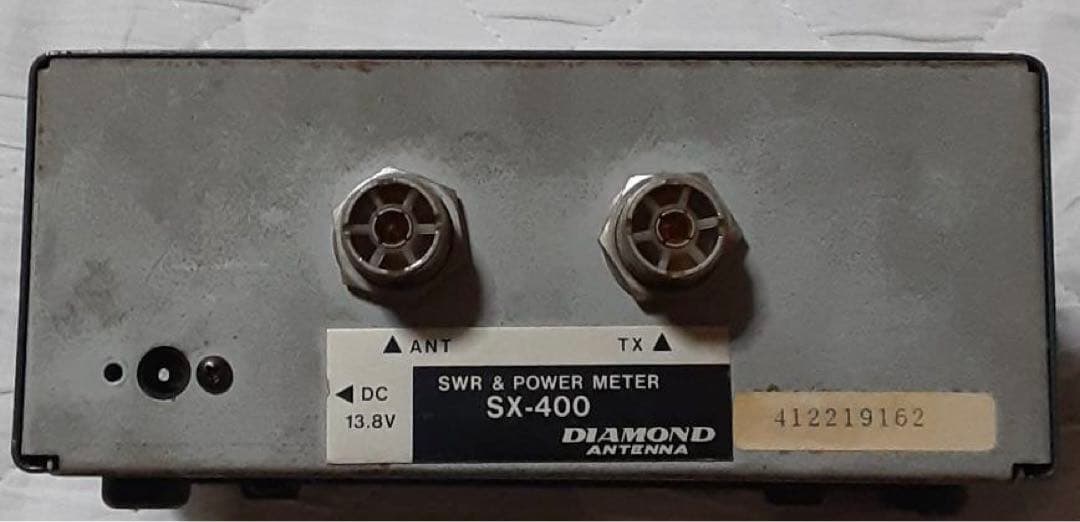 ▲ ANT TX ▲
◀ DC
13.8V
SWR & POWER METER
SX-400
DIAMOND
ANTENNA
412219162